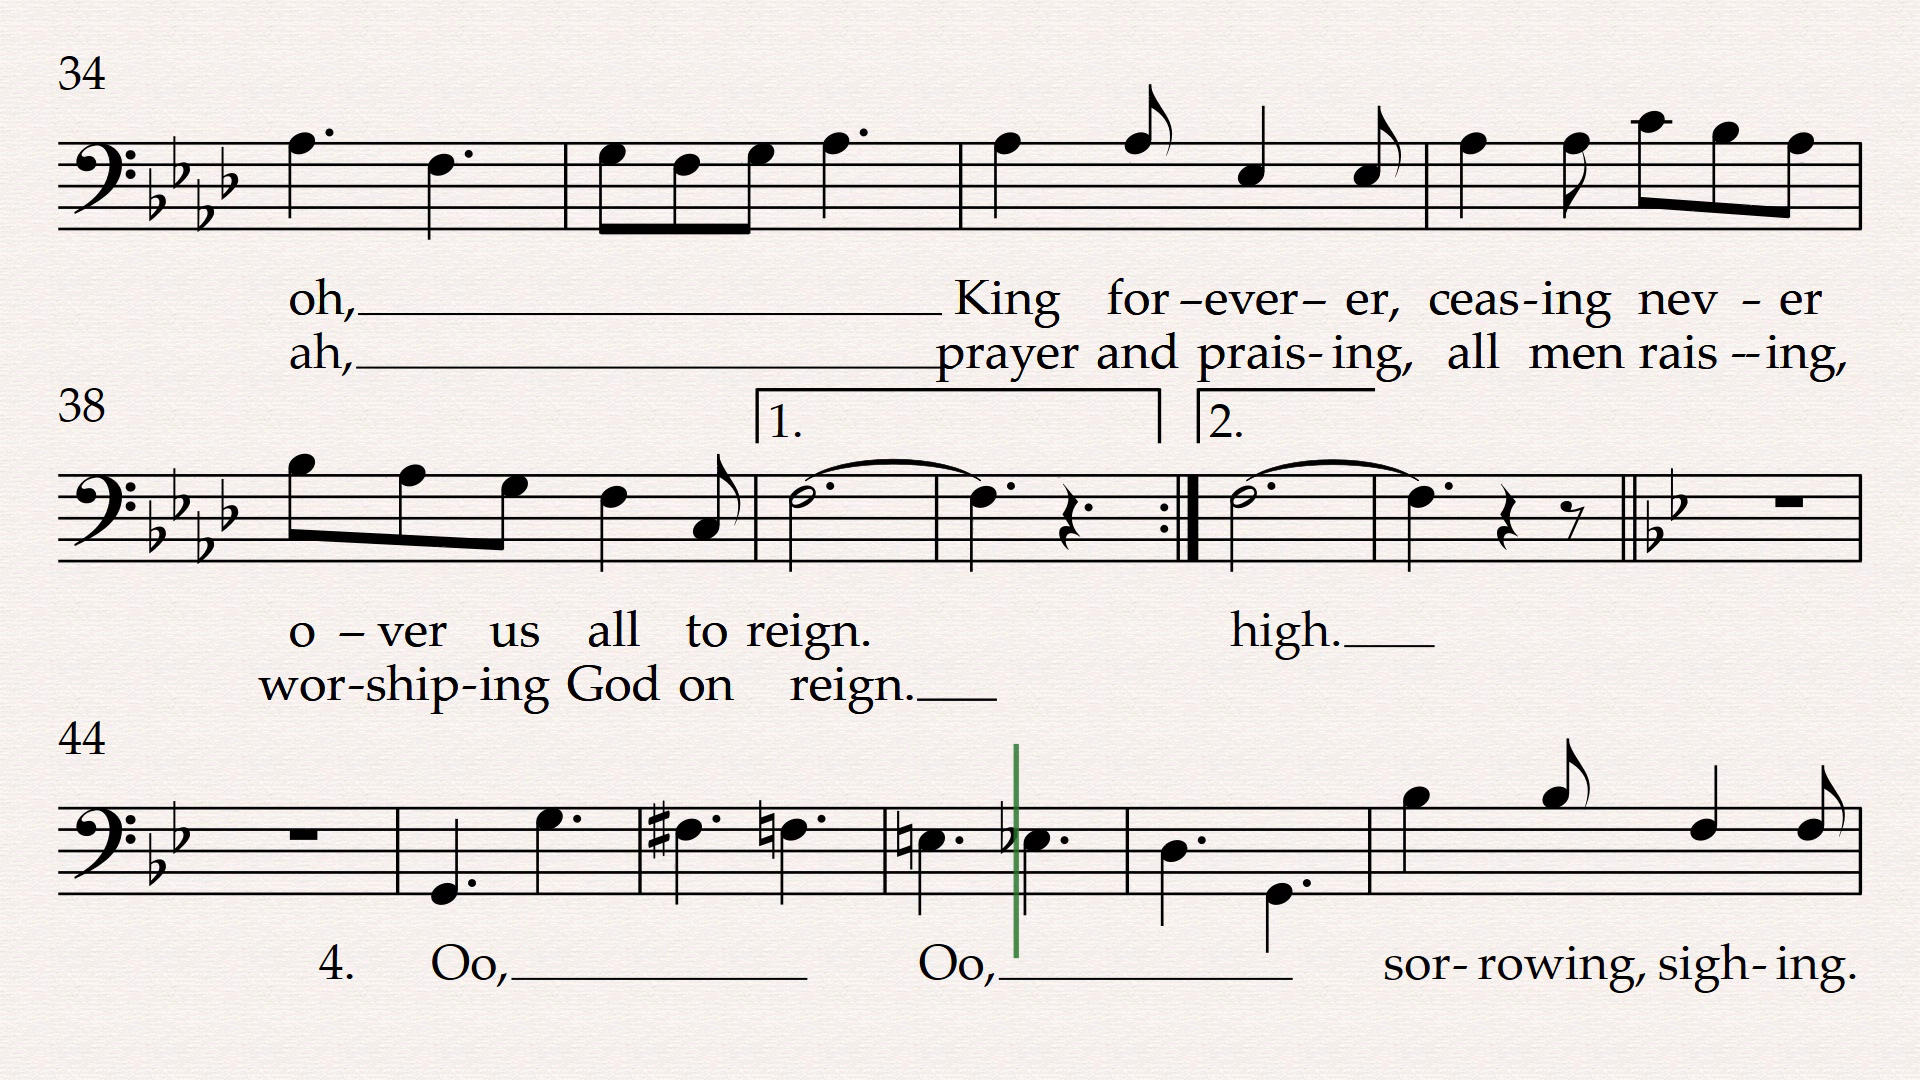 34
oh, King for –ever– er, ceas-ing nev – er
ah, prayer and prais- ing, all men rais --ing,
38
1. 2.
o – ver us all to reign. high.
wor-ship-ing God on reign.
44
4. Oo, Oo, sor- rowing, sigh- ing.